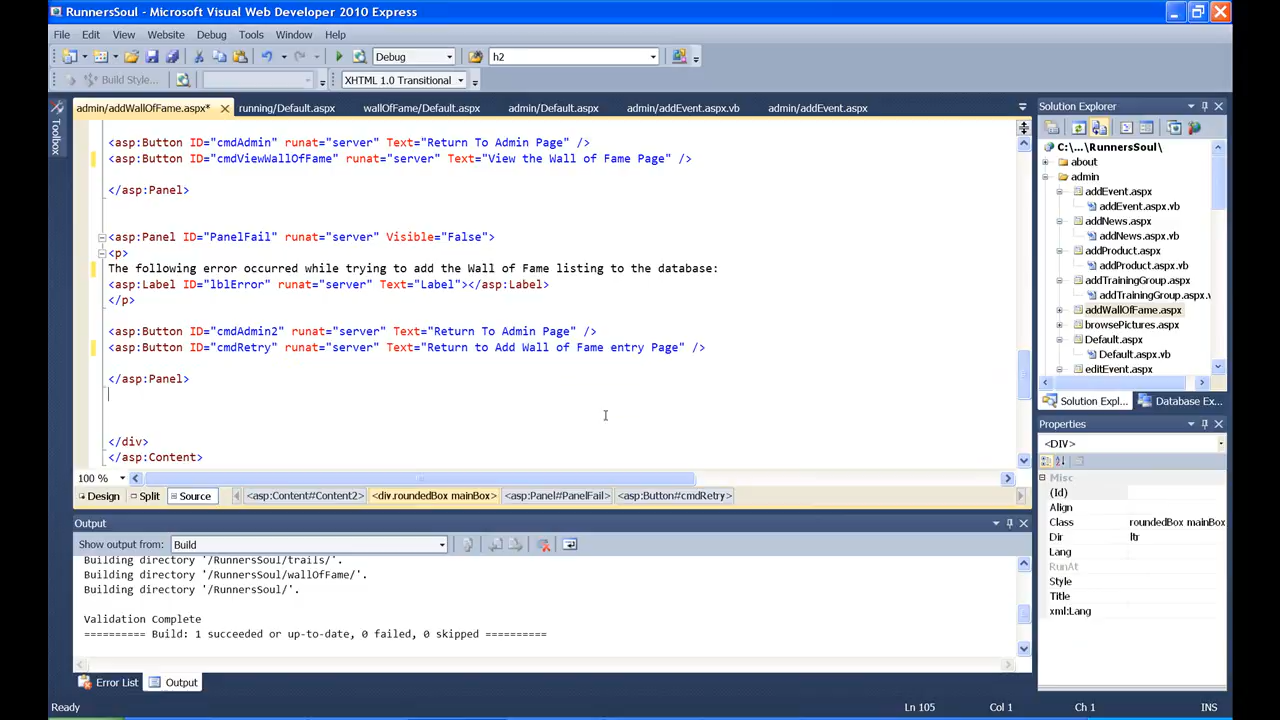 RunnersSoul - Microsoft Visual Web Developer 2010 Express
File Edit View Website Debug Tools Window Help
Debug h2
Build Style... XHTML 1.0 Transitional
admin/addWallOfFame.aspx* running/Default.aspx wallOfFame/Default.aspx admin/Default.aspx admin/addEvent.aspx.vb admin/addEvent.aspx
Toolbox
<asp:Button ID="cmdAdmin" runat="server" Text="Return To Admin Page" />
<asp:Button ID="cmdViewWallOfFame" runat="server" Text="View the Wall of Fame Page" />
</asp:Panel>
<asp:Panel ID="PanelFail" runat="server" Visible="False">
<p>
The following error occurred while trying to add the Wall of Fame listing to the database:
<asp:Label ID="lblError" runat="server" Text="Label"></asp:Label>
</p>
<asp:Button ID="cmdAdmin2" runat="server" Text="Return To Admin Page" />
<asp:Button ID="cmdRetry" runat="server" Text="Return to Add Wall of Fame entry Page" />
</asp:Panel>
</div>
</asp:Content>
100 %
Design Split Source <asp:Content#Content2> <div.roundedBox mainBox> <asp:Panel#PanelFail> <asp:Button#cmdRetry>
Output
Show output from: Build
Building directory '/RunnersSoul/trails/'.
Building directory '/RunnersSoul/wallOfFame/'.
Building directory '/RunnersSoul/'.
Validation Complete
========== Build: 1 succeeded or up-to-date, 0 failed, 0 skipped ==========
Error List Output
Solution Explorer
C:\...\RunnersSoul\
about
admin
addEvent.aspx
addEvent.aspx.vb
addNews.aspx
addNews.aspx.vb
addProduct.aspx
addProduct.aspx.vb
addTrainingGroup.aspx
addTrainingGroup.aspx.v
addWallOfFame.aspx
browsePictures.aspx
Default.aspx
Default.aspx.vb
editEvent.aspx
Solution Expl... Database Ex...
Properties
<DIV>
Misc
(Id)
Align
Class roundedBox mainBox
Dir ltr
Lang
RunAt
Style
Title
xml:Lang
Ready Ln 105 Col 1 Ch 1 INS